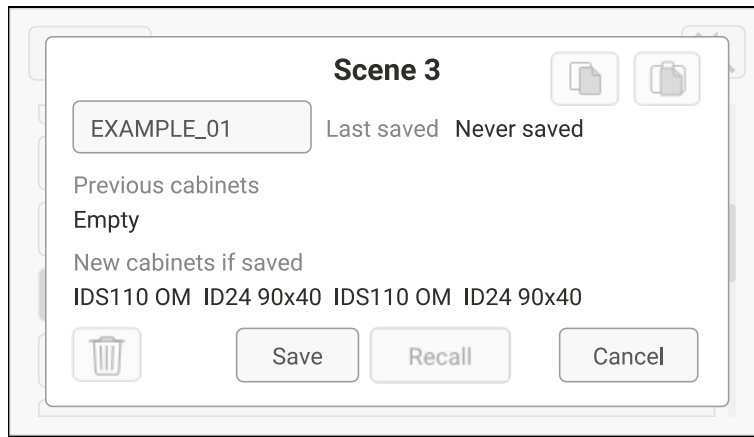 Scene 3
EXAMPLE_01 Last saved Never saved
Previous cabinets
Empty
New cabinets if saved
IDS110 OM ID24 90x40 IDS110 OM ID24 90x40
Save Recall Cancel